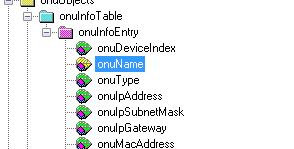 onuObjects
onuInfoTable
onuInfoEntry
onuDeviceIndex
onuName
onuType
onuIpAddress
onuIpSubnetMask
onuIpGateway
onuMacAddress